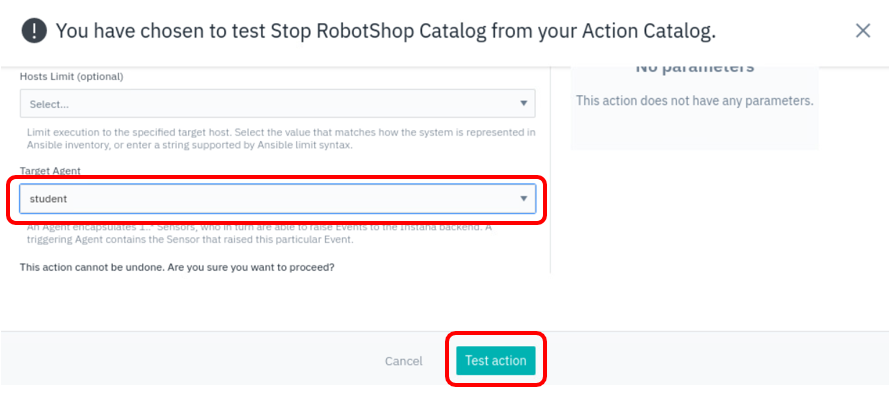 You have chosen to test Stop RobotShop Catalog from your Action Catalog.
Hosts Limit (optional)
Select...
Limit execution to the specified target host. Select the value that matches how the system is represented in
Ansible inventory, or enter a string supported by Ansible limit syntax.
Target Agent
student
An Agent encapsulates 1..* Sensors, who in turn are able to raise Events to the Instana backend. A
triggering Agent contains the Sensor that raised this particular Event.
This action cannot be undone. Are you sure you want to proceed?
No parameters
This action does not have any parameters.
Cancel
Test action